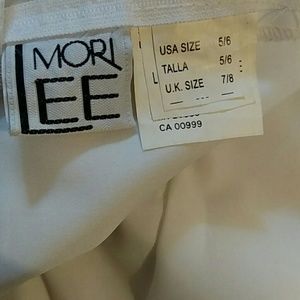 MORI
LEE
USA SIZE 5/6
TALLA 5/6
U.K. SIZE 7/8
CA 00999